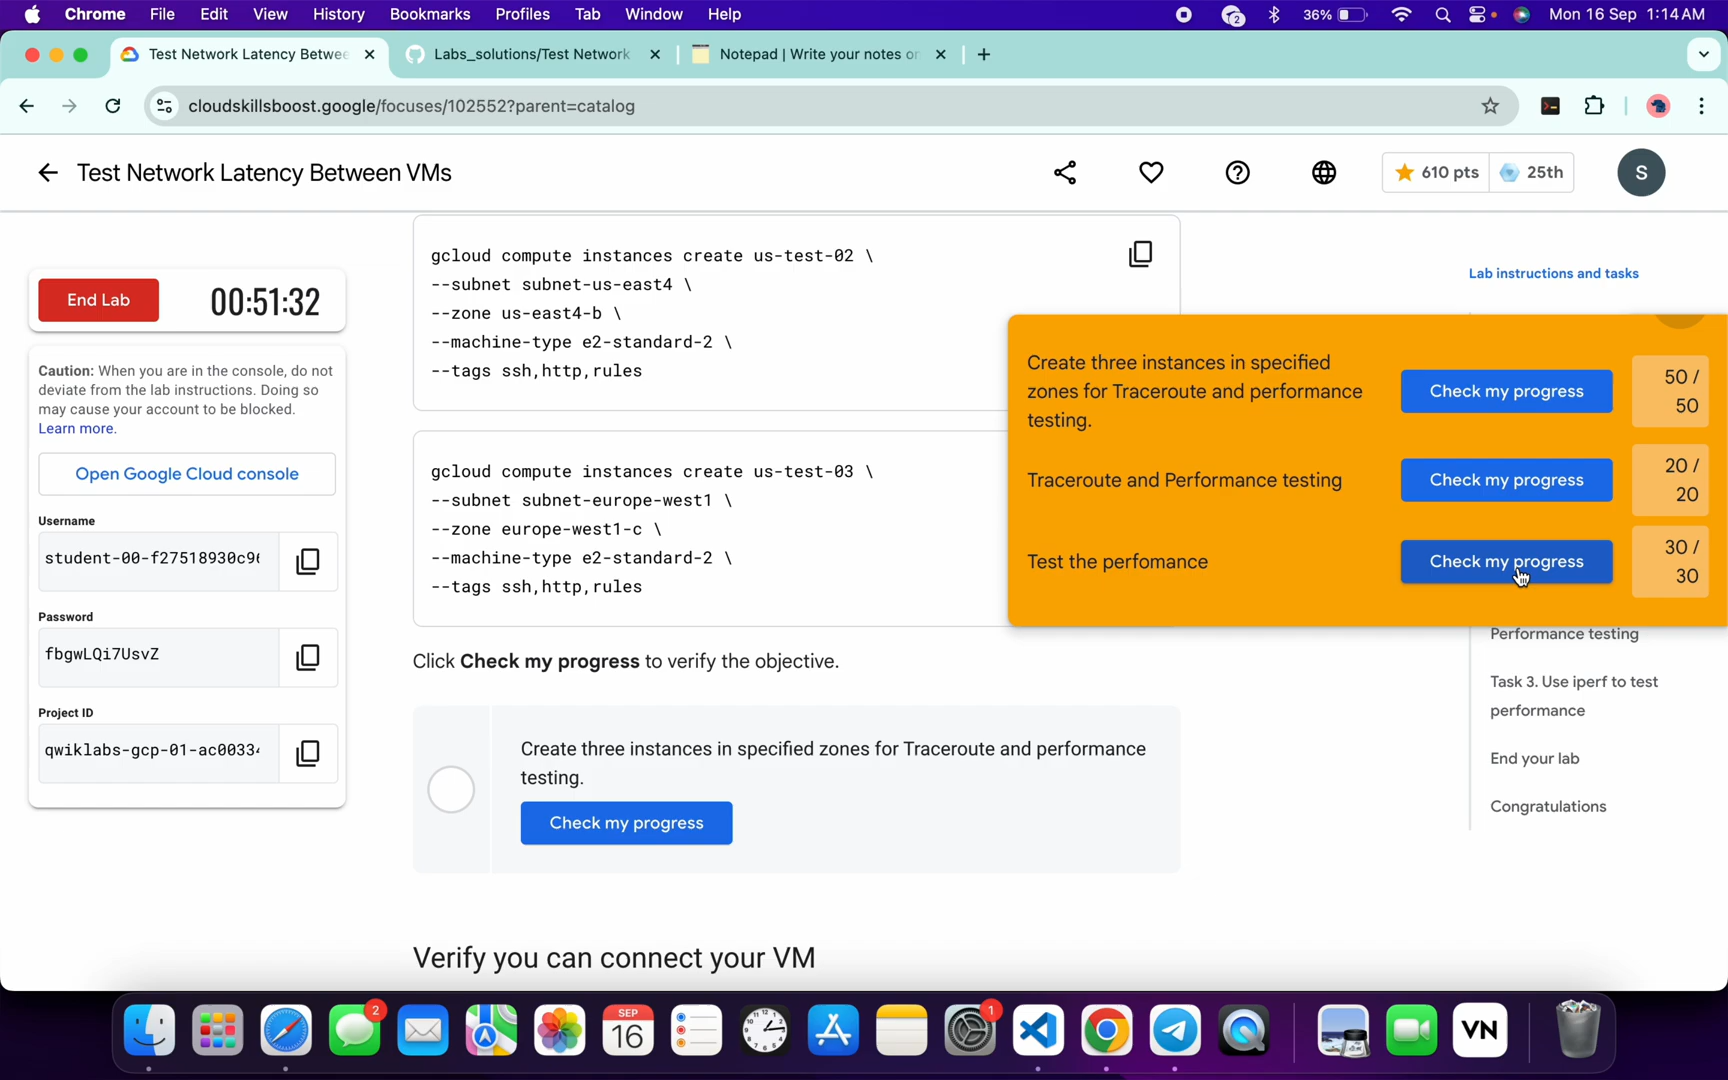 Chrome File Edit View History Bookmarks Profiles Tab Window Help 2 36% Mon 16 Sep 1:14 AM
Test Network Latency Betwee Labs_solutions/Test Network Notepad | Write your notes on
cloudskillsboost.google/focuses/102552?parent=catalog
Test Network Latency Between VMs 610 pts 25th S
gcloud compute instances create us-test-02 \
--subnet subnet-us-east4 \
--zone us-east4-b \
--machine-type e2-standard-2 \
--tags ssh,http,rules
Lab instructions and tasks
End Lab 00:51:32
Caution: When you are in the console, do not
deviate from the lab instructions. Doing so
may cause your account to be blocked.
Learn more.
Open Google Cloud console
Username
student-00-f27518930c9
Password
fbgwLQi7UsvZ
Project ID
qwiklabs-gcp-01-ac0033
Create three instances in specified
zones for Traceroute and performance
testing.
Check my progress
50 /
50
Traceroute and Performance testing
Check my progress
20 /
20
Test the perfomance
Check my progress
30 /
30
gcloud compute instances create us-test-03 \
--subnet subnet-europe-west1 \
--zone europe-west1-c \
--machine-type e2-standard-2 \
--tags ssh,http,rules
Click Check my progress to verify the objective.
Create three instances in specified zones for Traceroute and performance
testing.
Check my progress
Performance testing
Task 3. Use iperf to test
performance
End your lab
Congratulations
Verify you can connect your VM
2
SEP
16
1
VN